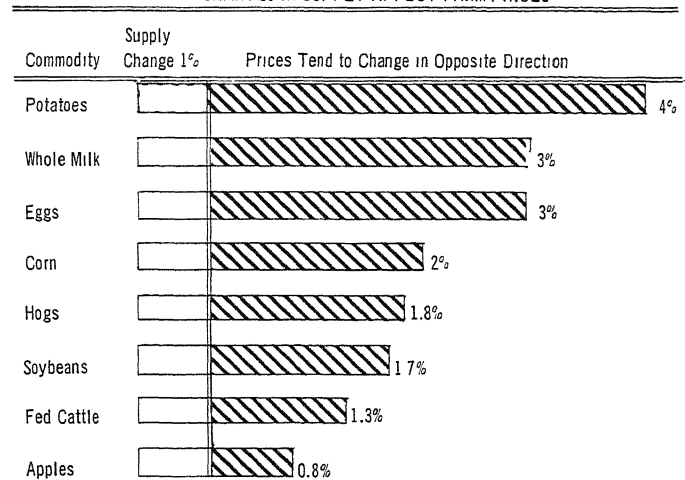 Supply
Commodity Change 1% Prices Tend to Change in Opposite Direction
Potatoes 4%
Whole Milk 3%
Eggs 3%
Corn 2%
Hogs 1.8%
Soybeans 1 7%
Fed Cattle 1.3%
Apples 0.8%